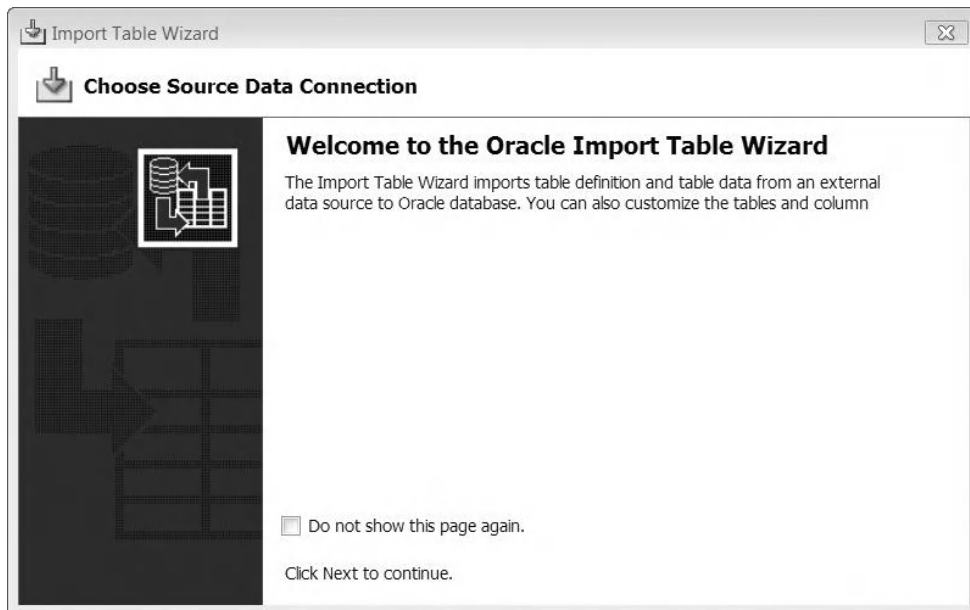 Import Table Wizard
Choose Source Data Connection
Welcome to the Oracle Import Table Wizard
The Import Table Wizard imports table definition and table data from an external
data source to Oracle database. You can also customize the tables and column
Do not show this page again.
Click Next to continue.